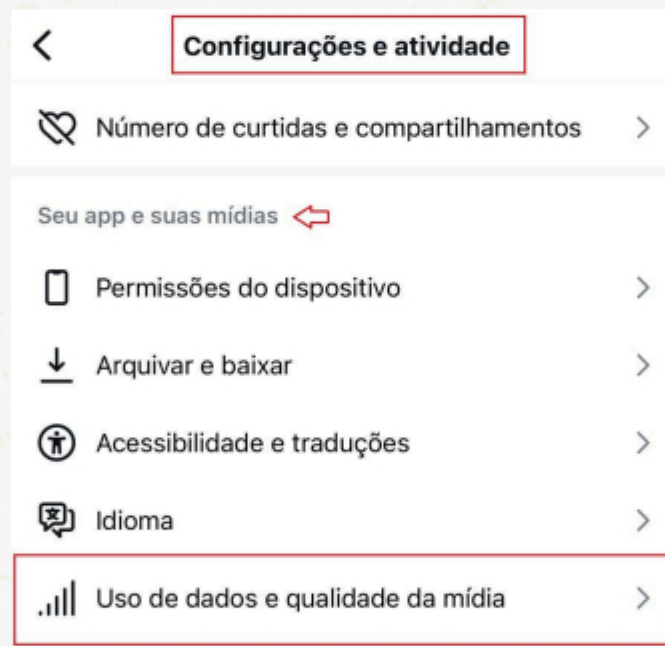 Configurações e atividade
Número de curtidas e compartilhamentos
Seu app e suas mídias
Permissões do dispositivo
Arquivar e baixar
Acessibilidade e traduções
Idioma
Uso de dados e qualidade da mídia